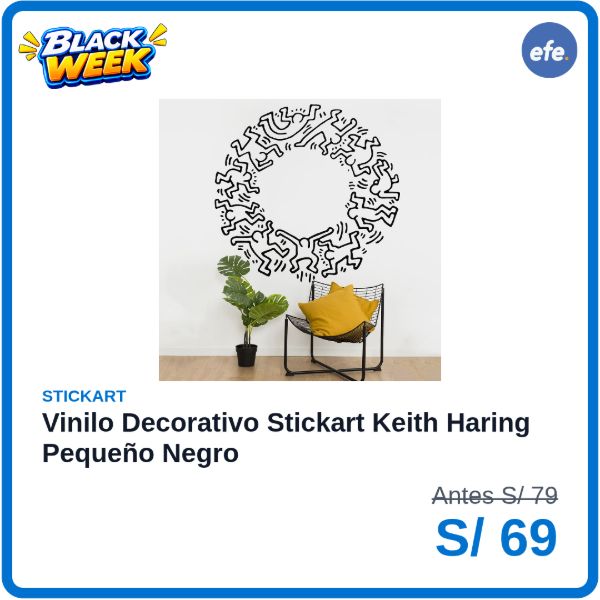 BLACK
WEEK
efe.
STICKART
Vinilo Decorativo Stickart Keith Haring
Pequeño Negro
Antes S/ 79
S/ 69